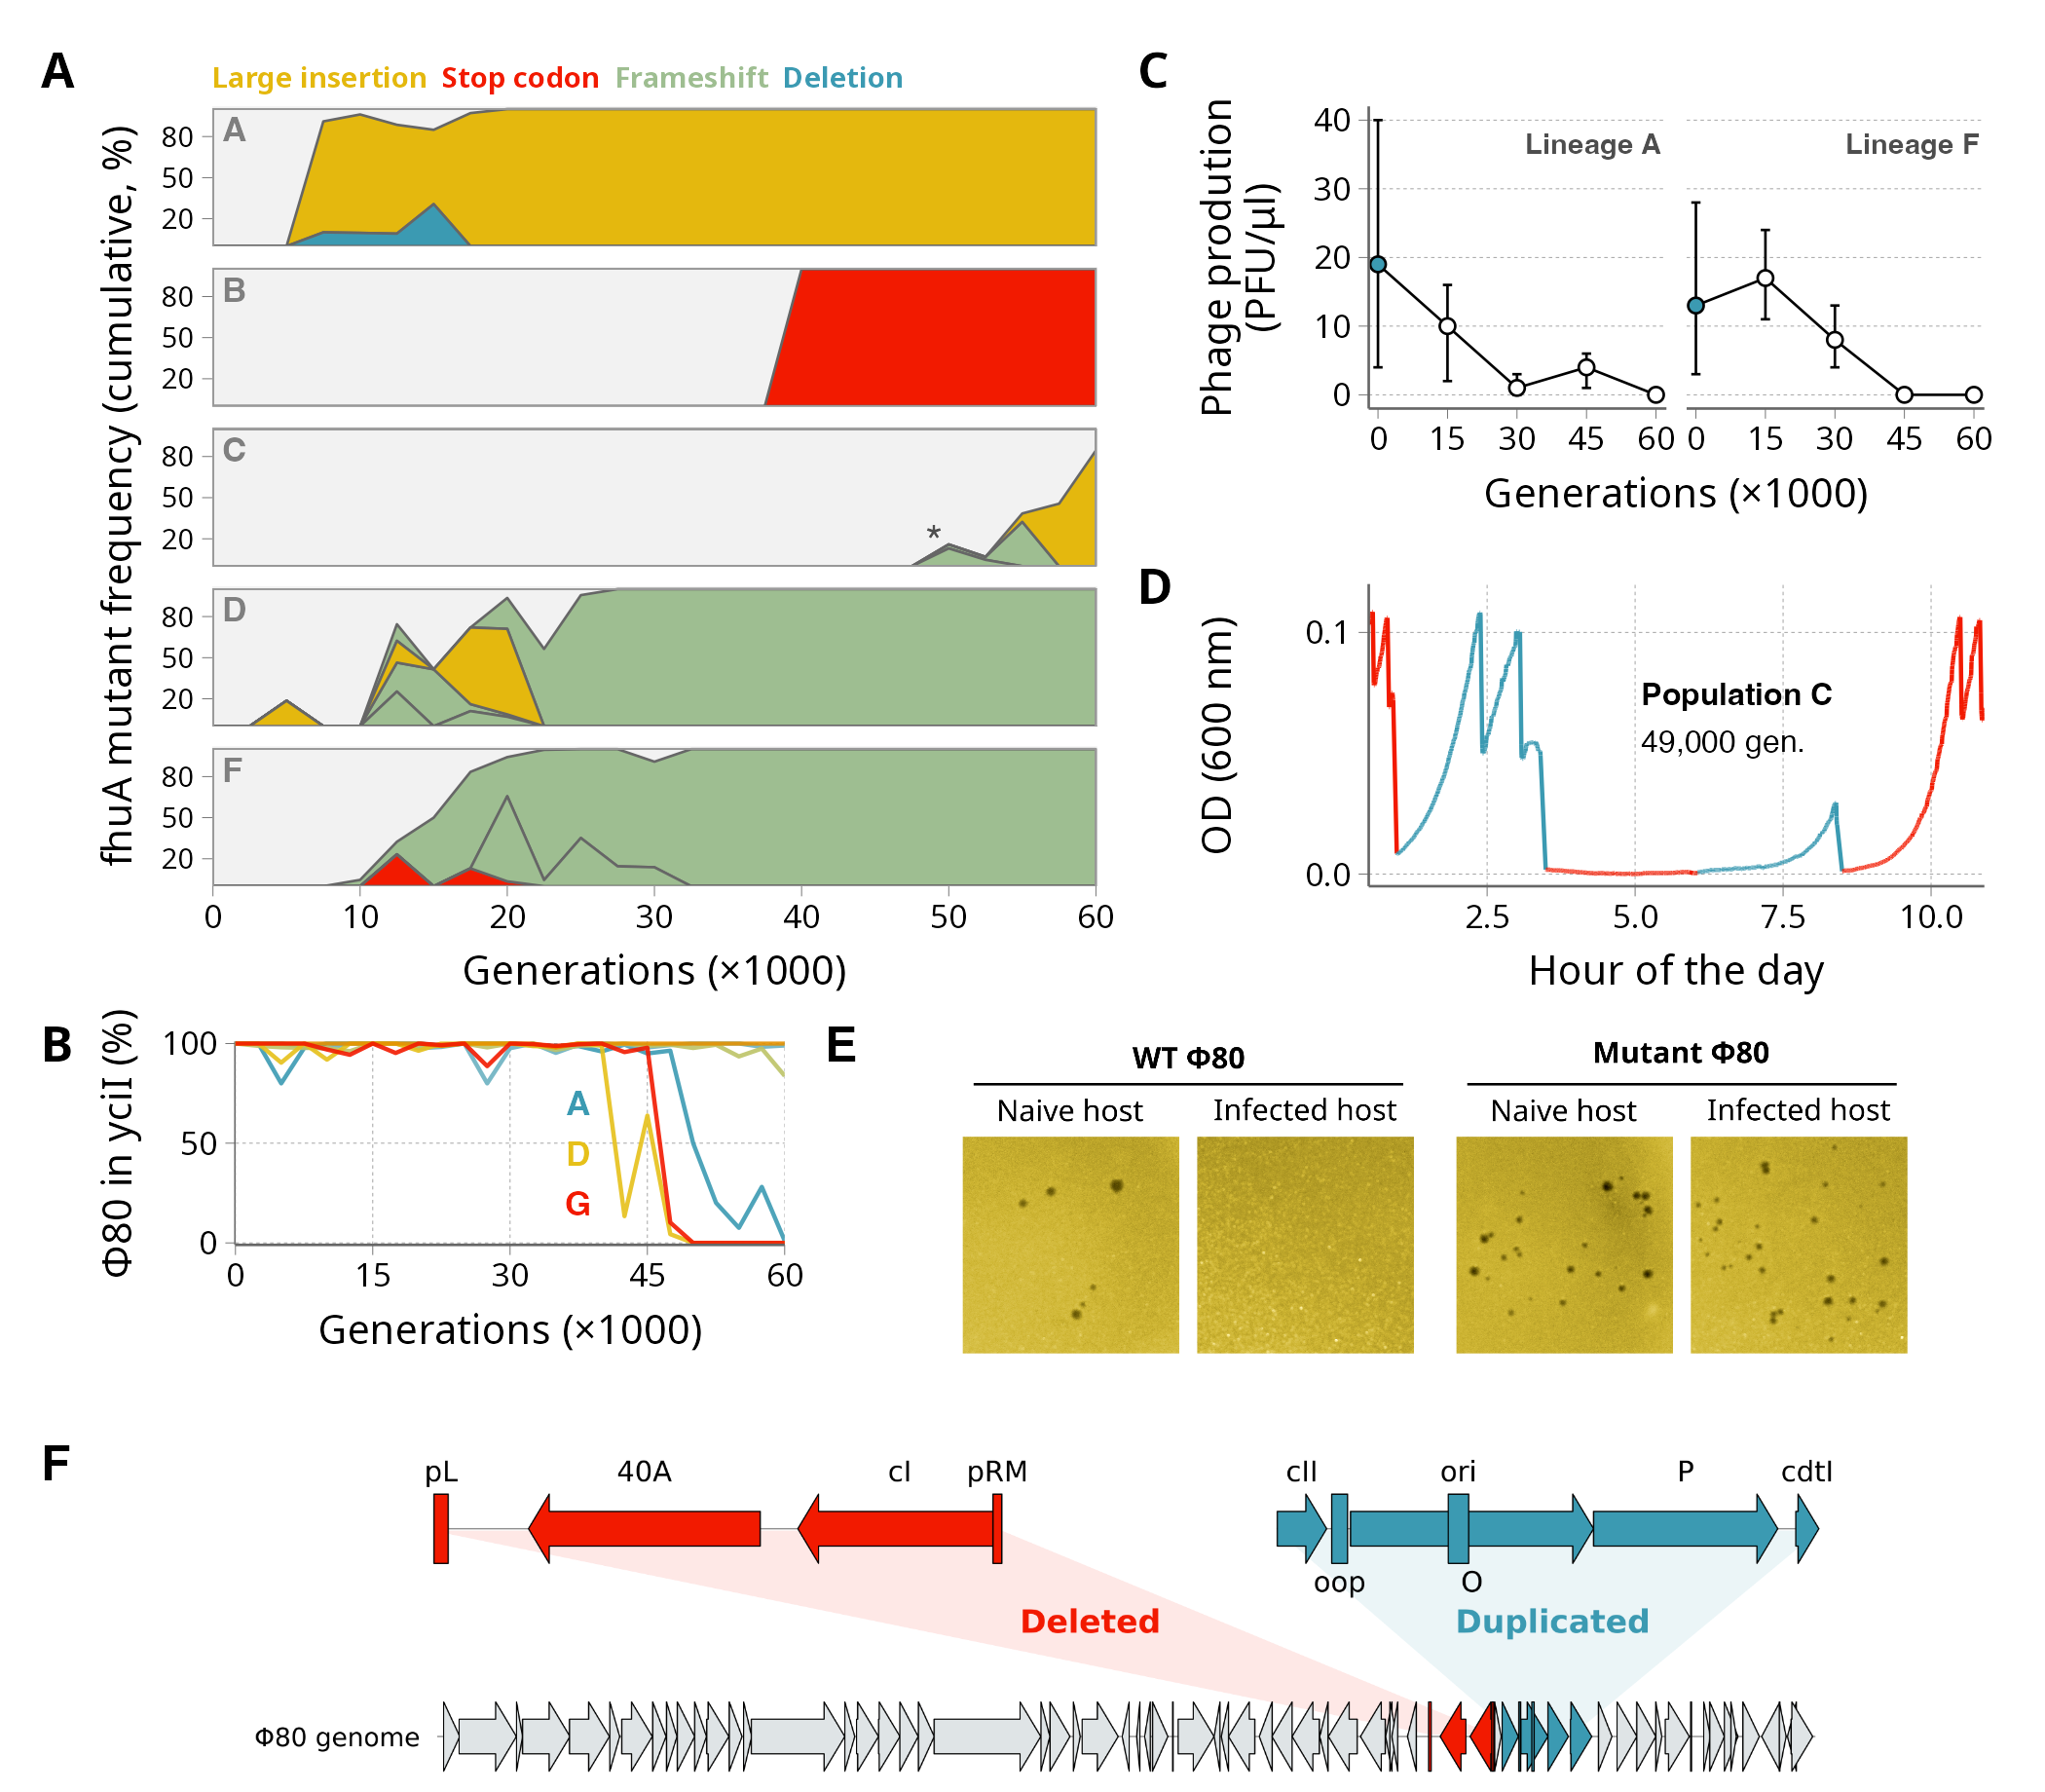 A
Large insertion Stop codon Frameshift Deletion
fhuA mutant frequency (cumulative, %)
A
80
50
20
B
80
50
20
C
80
50
20
*
D
80
50
20
F
80
50
20
0 10 20 30 40 50 60
Generations (×1000)
B
Φ80 in yciI (%)
100
50
0
A
D
G
0 15 30 45 60
Generations (×1000)
C
Phage production
(PFU/µl)
40
30
20
10
0
Lineage A
Lineage F
0 15 30 45 60 0 15 30 45 60
Generations (×1000)
D
OD (600 nm)
0.1
0.0
Population C
49,000 gen.
2.5 5.0 7.5 10.0
Hour of the day
E
WT Φ80
Mutant Φ80
Naive host Infected host
Naive host Infected host
F
pL 40A cI pRM
cII ori P cdtI
oop O
Deleted
Duplicated
Φ80 genome